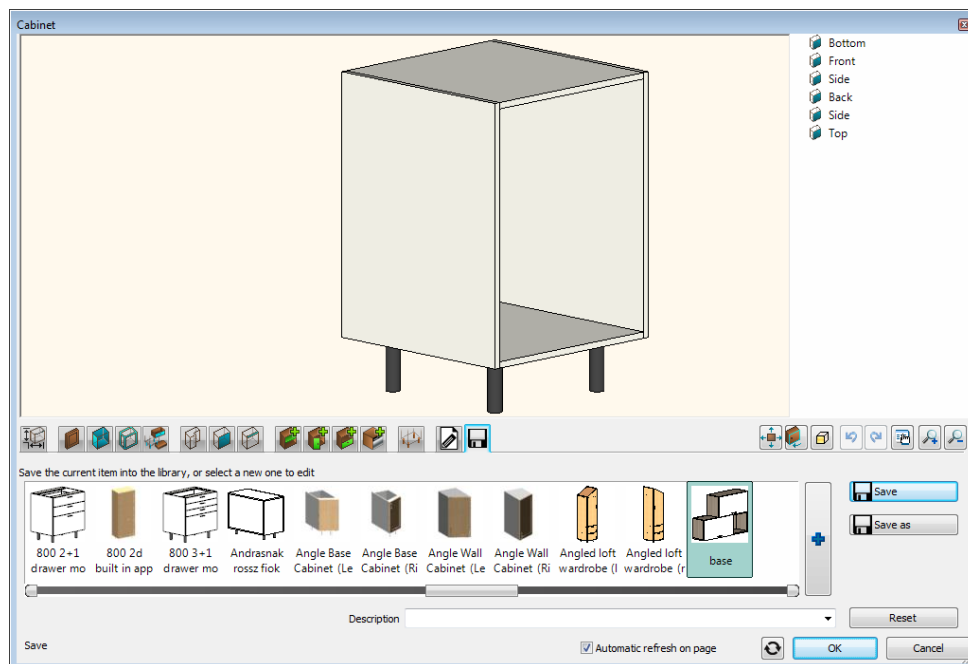 Cabinet
Bottom
Front
Side
Back
Side
Top
Save the current item into the library, or select a new one to edit
800 2+1
drawer mo
800 2d
built in app
800 3+1
drawer mo
Andrasnak
rossz fiok
Angle Base
Cabinet (Le
Angle Base
Cabinet (Ri
Angle Wall
Cabinet (Le
Angle Wall
Cabinet (Ri
Angled loft
wardrobe (l
Angled loft
wardrobe (r
base
Save
Save as
Description
Reset
Save
Automatic refresh on page
OK
Cancel